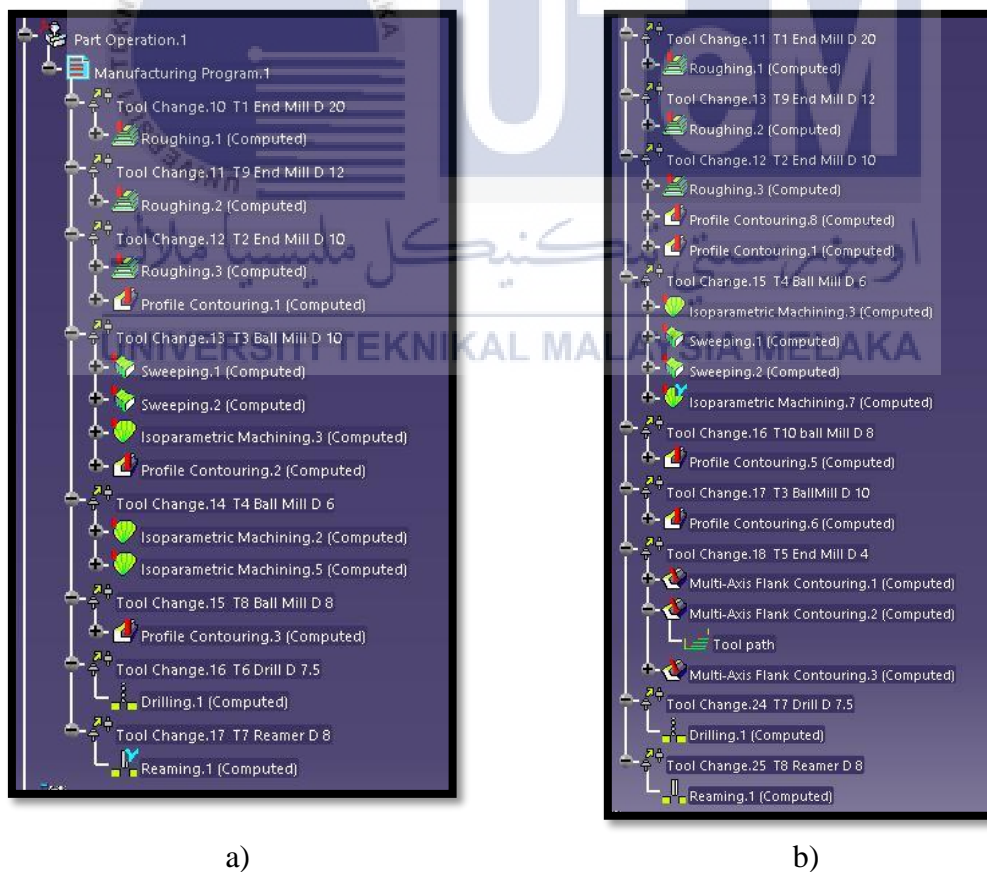 Part Operation.1
Manufacturing Program.1
Tool Change.10 T1 End Mill D 20
Roughing.1 (Computed)
Tool Change.11 T9 End Mill D 12
Roughing.2 (Computed)
Tool Change.12 T2 End Mill D 10
Roughing.3 (Computed)
Profile Contouring.1 (Computed)
Tool Change.13 T3 Ball Mill D 10
Sweeping.1 (Computed)
Sweeping.2 (Computed)
Isoparametric Machining.3 (Computed)
Profile Contouring.2 (Computed)
Tool Change.14 T4 Ball Mill D 6
Isoparametric Machining.2 (Computed)
Isoparametric Machining.5 (Computed)
Tool Change.15 T8 Ball Mill D 8
Profile Contouring.3 (Computed)
Tool Change.16 T6 Drill D 7.5
Drilling.1 (Computed)
Tool Change.17 T7 Reamer D 8
Reaming.1 (Computed)
a)
Tool Change.11 T1 End Mill D 20
Roughing.1 (Computed)
Tool Change.13 T9 End Mill D 12
Roughing.2 (Computed)
Tool Change.12 T2 End Mill D 10
Roughing.3 (Computed)
Profile Contouring.8 (Computed)
Profile Contouring.1 (Computed)
Tool Change.15 T4 Ball Mill D 6
Isoparametric Machining.3 (Computed)
Sweeping.1 (Computed)
Sweeping.2 (Computed)
Isoparametric Machining.7 (Computed)
Tool Change.16 T10 ball Mill D 8
Profile Contouring.5 (Computed)
Tool Change.17 T3 BallMill D 10
Profile Contouring.6 (Computed)
Tool Change.18 T5 End Mill D 4
Multi-Axis Flank Contouring.1 (Computed)
Multi-Axis Flank Contouring.2 (Computed)
Tool path
Multi-Axis Flank Contouring.3 (Computed)
Tool Change.24 T7 Drill D 7.5
Drilling.1 (Computed)
Tool Change.25 T8 Reamer D 8
Reaming.1 (Computed)
b)
UTeM
اونيۏرسيتي تيكنيكل مليسيا ملاك
UNIVERSITI TEKNIKAL MALAYSIA MELAKA